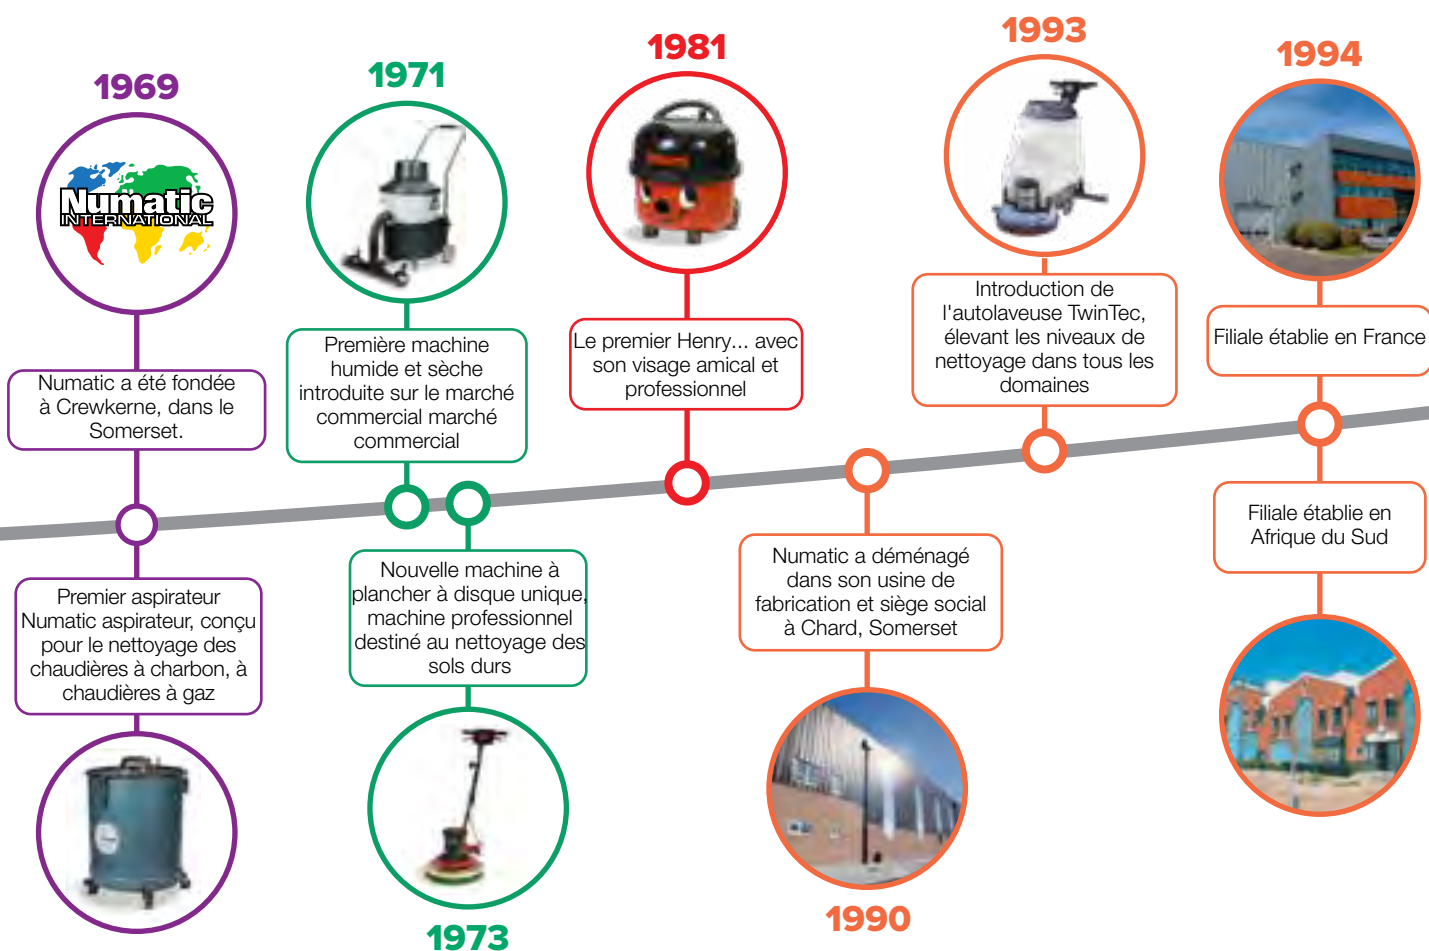 1969
Numatic
INTERNATIONAL
Numatic a été fondée
à Crewkerne, dans le
Somerset.
Premier aspirateur
Numatic aspirateur, conçu
pour le nettoyage des
chaudières à charbon, à
chaudières à gaz
1971
Première machine
humide et sèche
introduite sur le marché
commercial marché
commercial
Nouvelle machine à
plancher à disque unique,
machine professionnel
destiné au nettoyage des
sols durs
1973
1981
Le premier Henry... avec
son visage amical et
professionnel
Numatic a déménagé
dans son usine de
fabrication et siège social
à Chard, Somerset
1990
1993
Introduction de
l'autolaveuse TwinTec,
élevant les niveaux de
nettoyage dans tous les
domaines
1994
Filiale établie en France
Filiale établie en
Afrique du Sud